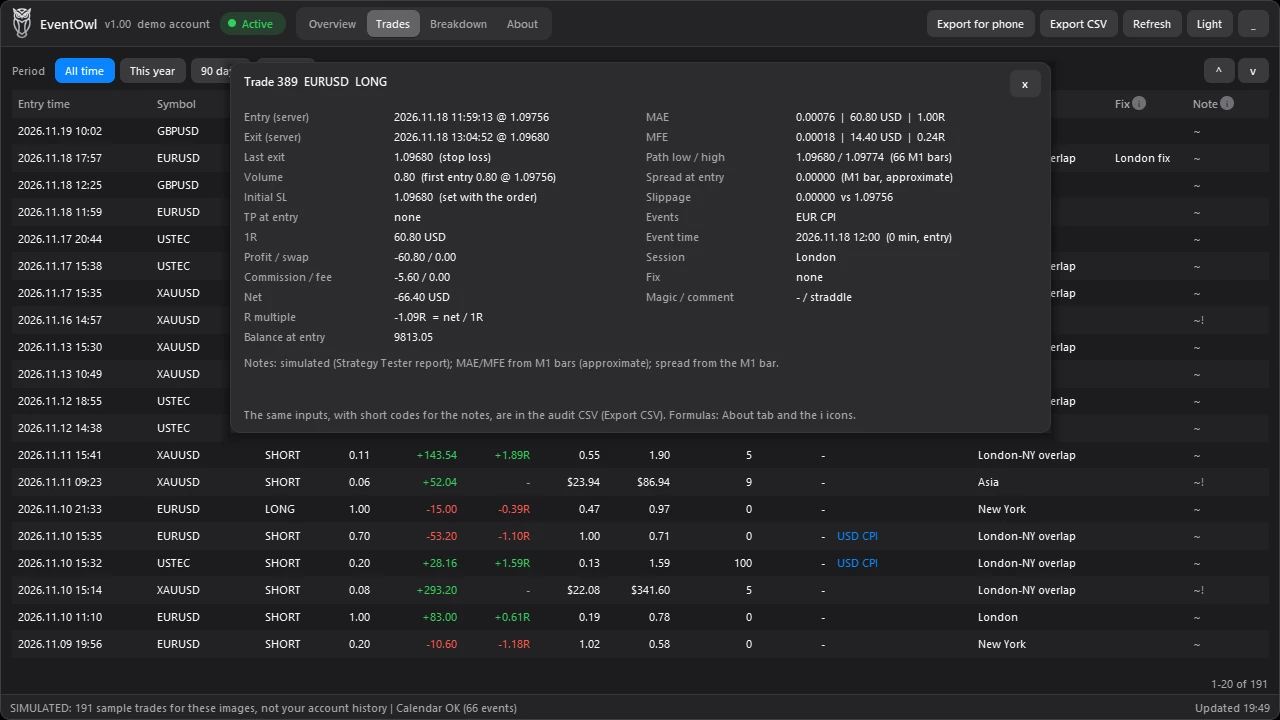 EventOwl v1.00 demo account Active Overview Trades Breakdown About Export for phone Export CSV Refresh Light _
Period All time This year 90 da ^ v
Trade 389 EURUSD LONG x
Entry (server) 2026.11.18 11:59:13 @ 1.09756 MAE 0.00076 | 60.80 USD | 1.00R
Exit (server) 2026.11.18 13:04:52 @ 1.09680 MFE 0.00018 | 14.40 USD | 0.24R
Last exit 1.09680 (stop loss) Path low / high 1.09680 / 1.09774 (66 M1 bars)
Volume 0.80 (first entry 0.80 @ 1.09756) Spread at entry 0.00000 (M1 bar, approximate)
Initial SL 1.09680 (set with the order) Slippage 0.00000 vs 1.09756
TP at entry none Events EUR CPI
1R 60.80 USD Event time 2026.11.18 12:00 (0 min, entry)
Profit / swap -60.80 / 0.00 Session London
Commission / fee -5.60 / 0.00 Fix none
Net -66.40 USD Magic / comment - / straddle
R multiple -1.09R = net / 1R
Balance at entry 9813.05
Notes: simulated (Strategy Tester report); MAE/MFE from M1 bars (approximate); spread from the M1 bar.
The same inputs, with short codes for the notes, are in the audit CSV (Export CSV). Formulas: About tab and the i icons.
Entry time Symbol Fix i Note i
2026.11.19 10:02 GBPUSD ~
2026.11.18 17:57 EURUSD erlap London fix ~
2026.11.18 12:25 GBPUSD ~
2026.11.18 11:59 EURUSD ~
2026.11.17 20:44 USTEC ~
2026.11.17 15:38 USTEC erlap ~
2026.11.17 15:35 XAUUSD erlap ~
2026.11.16 14:57 XAUUSD ~!
2026.11.13 15:30 XAUUSD erlap ~
2026.11.13 10:49 XAUUSD ~
2026.11.12 18:55 USTEC erlap ~
2026.11.12 14:38 USTEC ~
2026.11.11 15:41 XAUUSD SHORT 0.11 +143.54 +1.89R 0.55 1.90 5 - London-NY overlap ~
2026.11.11 09:23 XAUUSD SHORT 0.06 +52.04 - $23.94 $86.94 9 - Asia ~!
2026.11.10 21:33 EURUSD LONG 1.00 -15.00 -0.39R 0.47 0.97 0 - New York ~
2026.11.10 15:35 EURUSD SHORT 0.70 -53.20 -1.10R 1.00 0.71 0 - USD CPI London-NY overlap ~
2026.11.10 15:32 USTEC SHORT 0.20 +28.16 +1.59R 0.13 1.59 100 - USD CPI London-NY overlap ~
2026.11.10 15:14 XAUUSD SHORT 0.08 +293.20 - $22.08 $341.60 5 - London-NY overlap ~!
2026.11.10 11:10 EURUSD SHORT 1.00 +83.00 +0.61R 0.19 0.78 0 - London ~
2026.11.09 19:56 EURUSD SHORT 0.20 -10.60 -1.18R 1.02 0.58 0 - New York ~
1-20 of 191
SIMULATED: 191 sample trades for these images, not your account history | Calendar OK (66 events) Updated 19:49